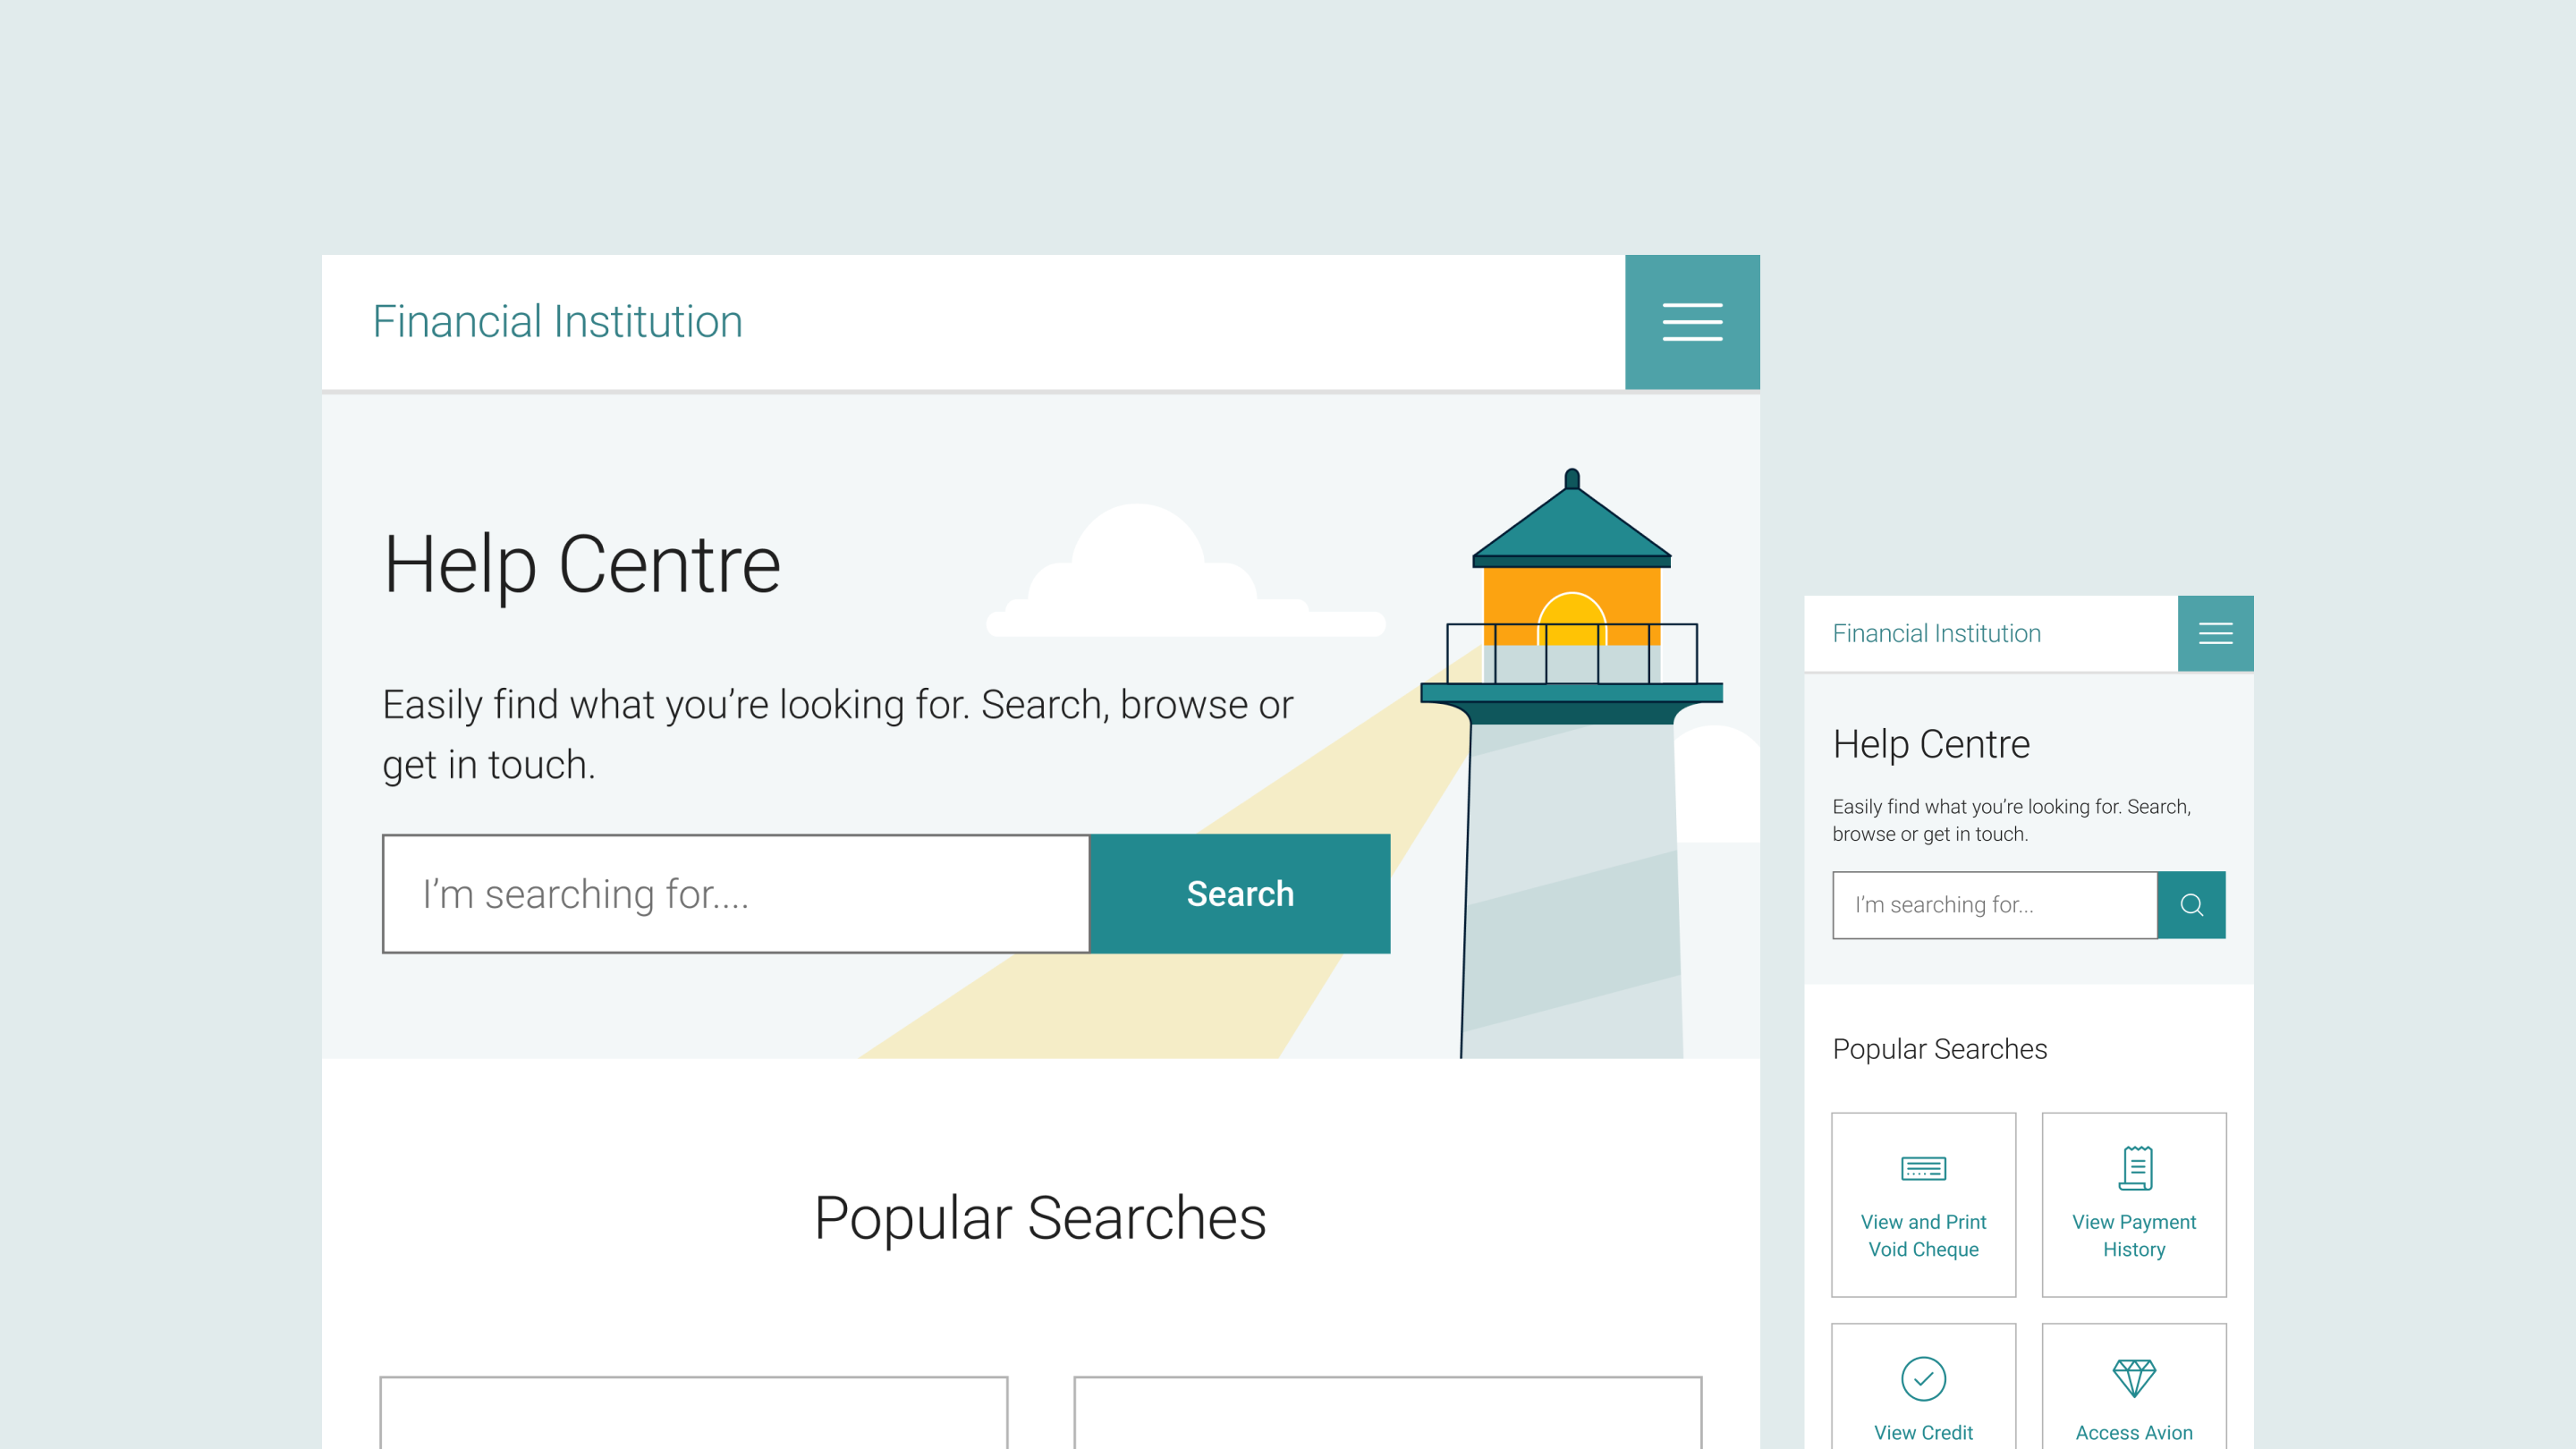 Financial Institution
Help Centre
Easily find what you’re looking for. Search, browse or
get in touch.
I’m searching for....
Search
Popular Searches
Financial Institution
Help Centre
Easily find what you’re looking for. Search,
browse or get in touch.
I’m searching for...
Popular Searches
View and Print
Void Cheque
View Payment
History
View Credit
Access Avion